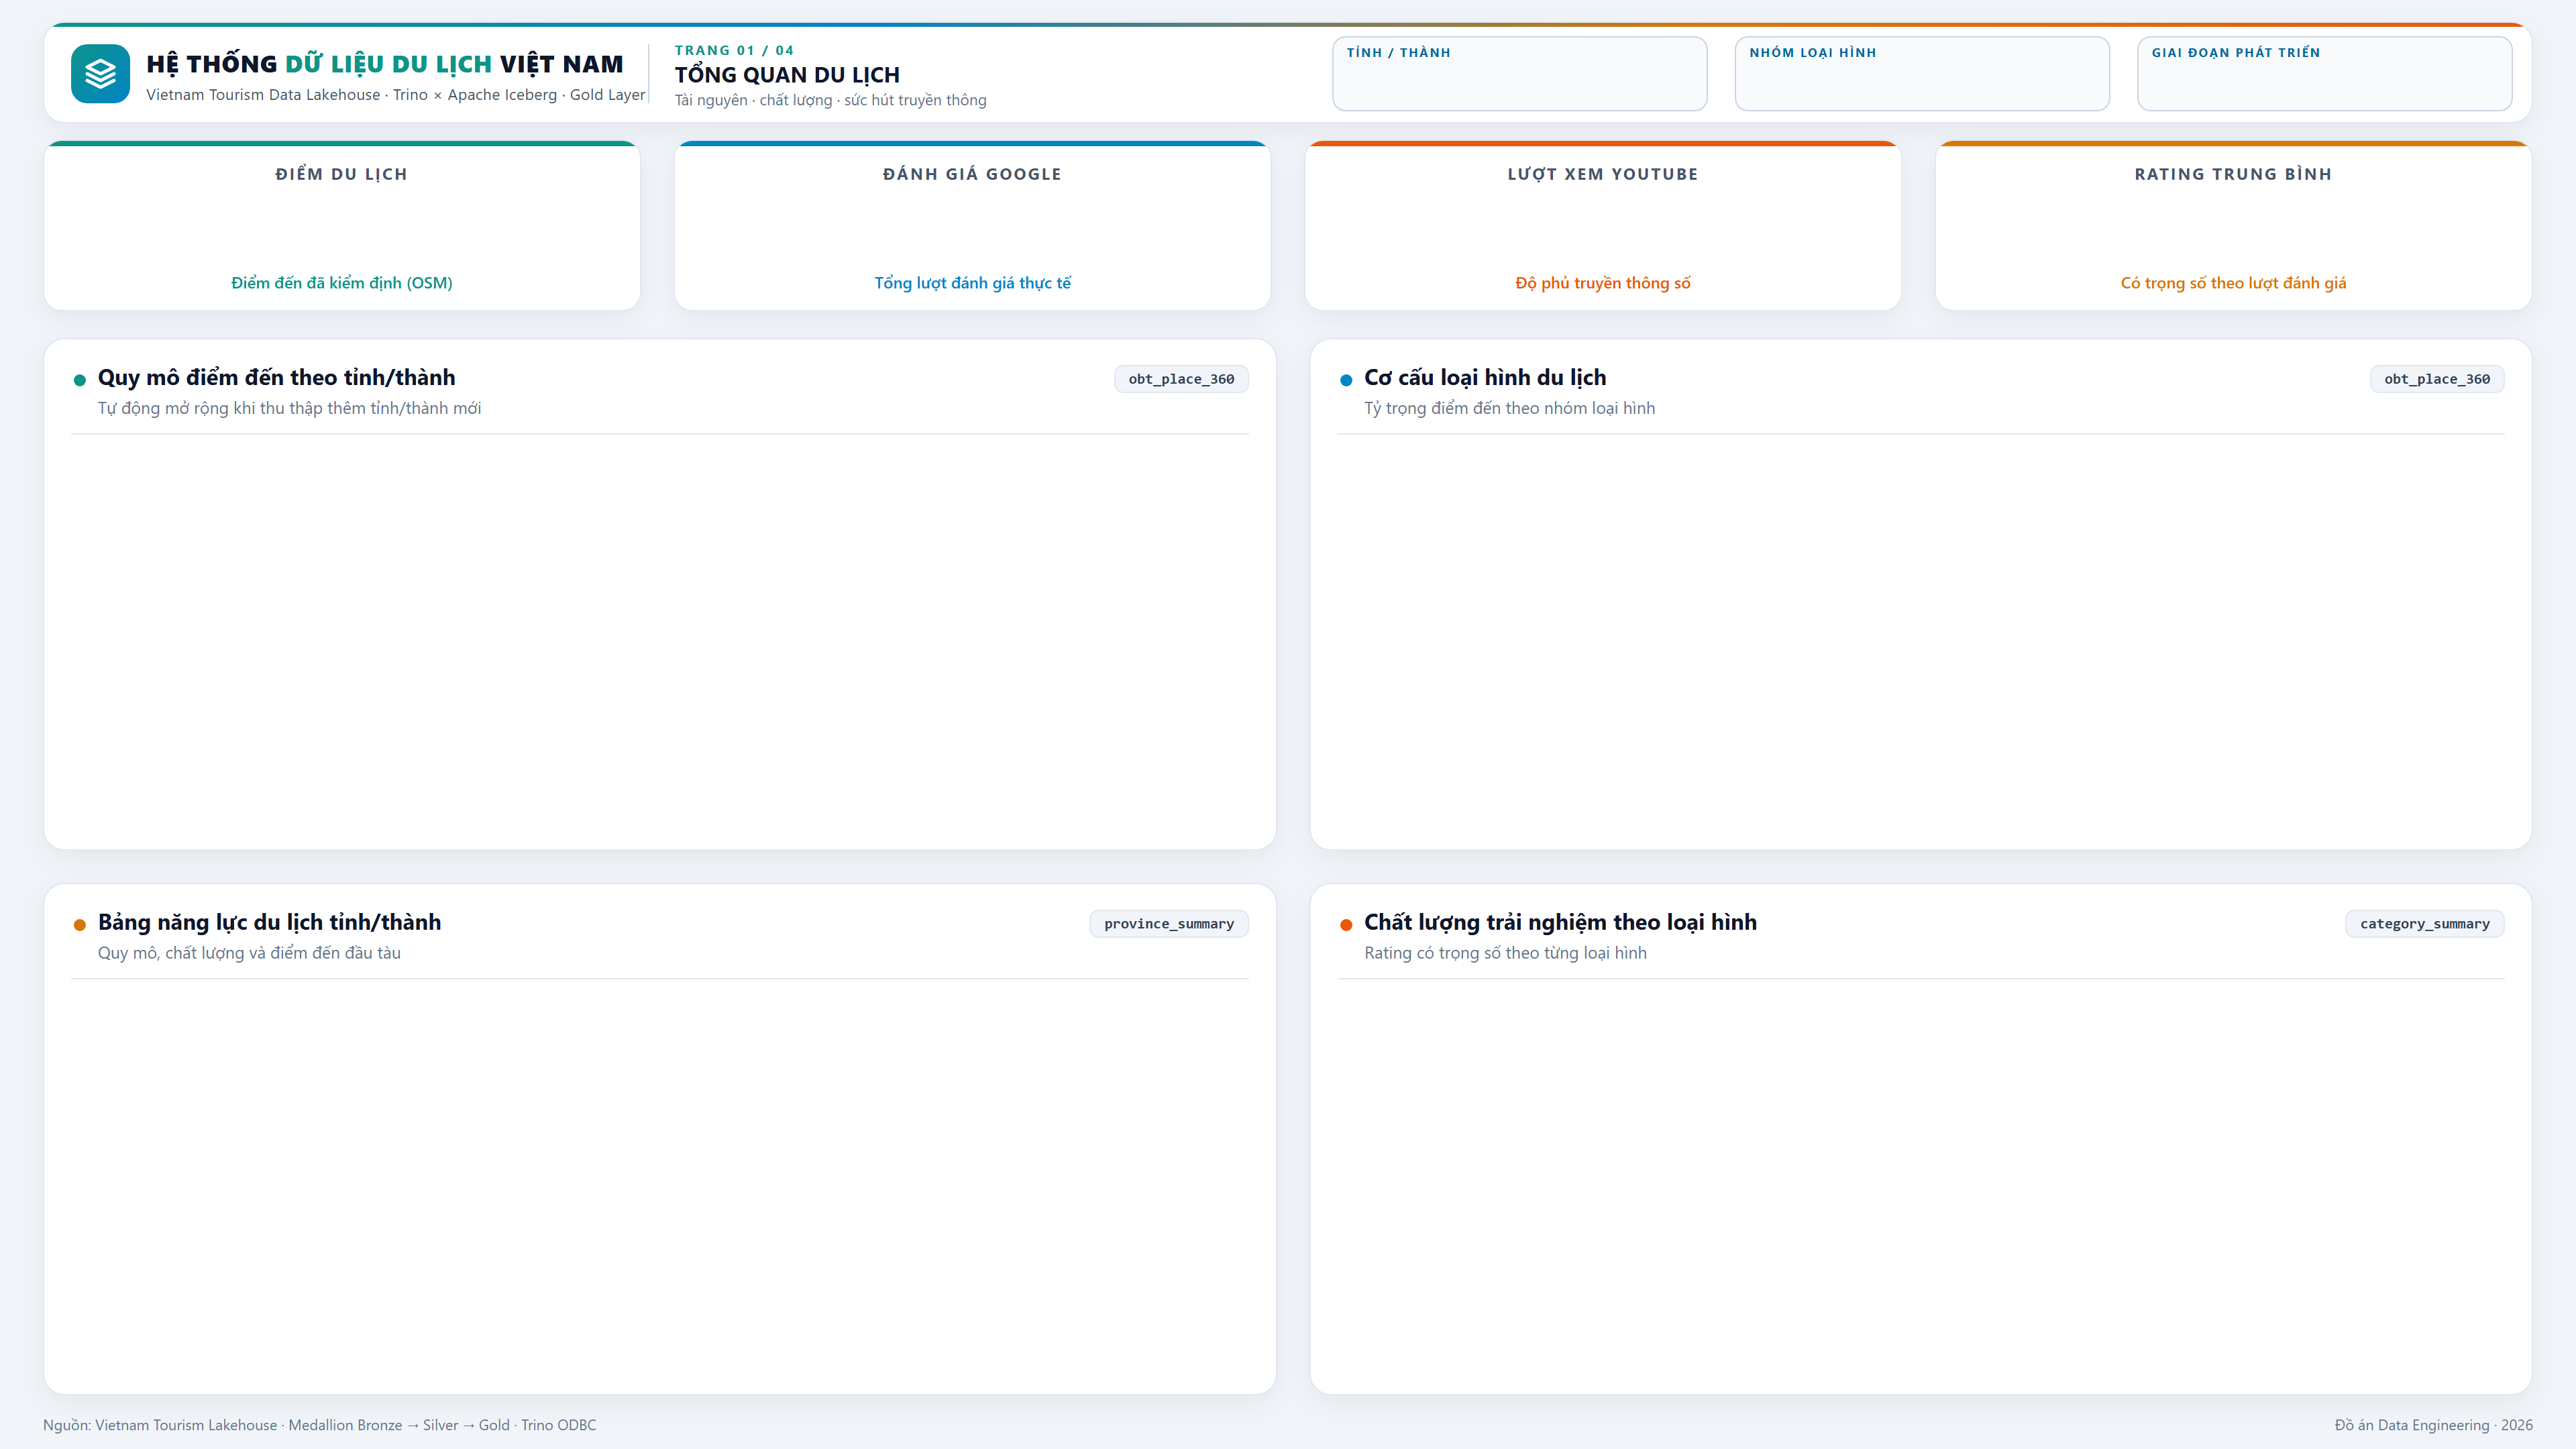 HỆ THỐNG DỮ LIỆU DU LỊCH VIỆT NAM
Vietnam Tourism Data Lakehouse · Trino × Apache Iceberg · Gold Layer
TRANG 01 / 04
TỔNG QUAN DU LỊCH
Tài nguyên · chất lượng · sức hút truyền thông
TỈNH / THÀNH
NHÓM LOẠI HÌNH
GIAI ĐOẠN PHÁT TRIỂN
ĐIỂM DU LỊCH
Điểm đến đã kiểm định (OSM)
ĐÁNH GIÁ GOOGLE
Tổng lượt đánh giá thực tế
LƯỢT XEM YOUTUBE
Độ phủ truyền thông số
RATING TRUNG BÌNH
Có trọng số theo lượt đánh giá
Quy mô điểm đến theo tỉnh/thành
obt_place_360
Tự động mở rộng khi thu thập thêm tỉnh/thành mới
Cơ cấu loại hình du lịch
obt_place_360
Tỷ trọng điểm đến theo nhóm loại hình
Bảng năng lực du lịch tỉnh/thành
province_summary
Quy mô, chất lượng và điểm đến đầu tàu
Chất lượng trải nghiệm theo loại hình
category_summary
Rating có trọng số theo từng loại hình
Nguồn: Vietnam Tourism Lakehouse · Medallion Bronze → Silver → Gold · Trino ODBC
Đồ án Data Engineering · 2026